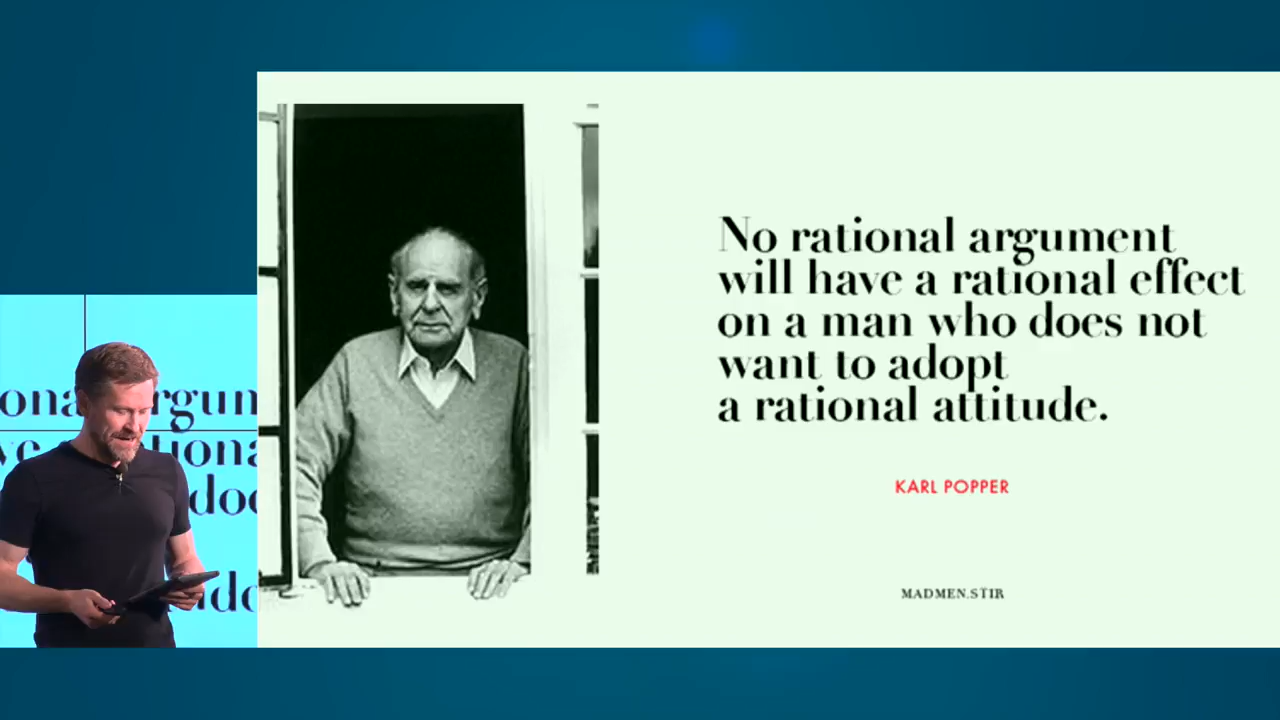 No rational argument
will have a rational effect
on a man who does not
want to adopt
a rational attitude.
KARL POPPER
MADMEN.STIR